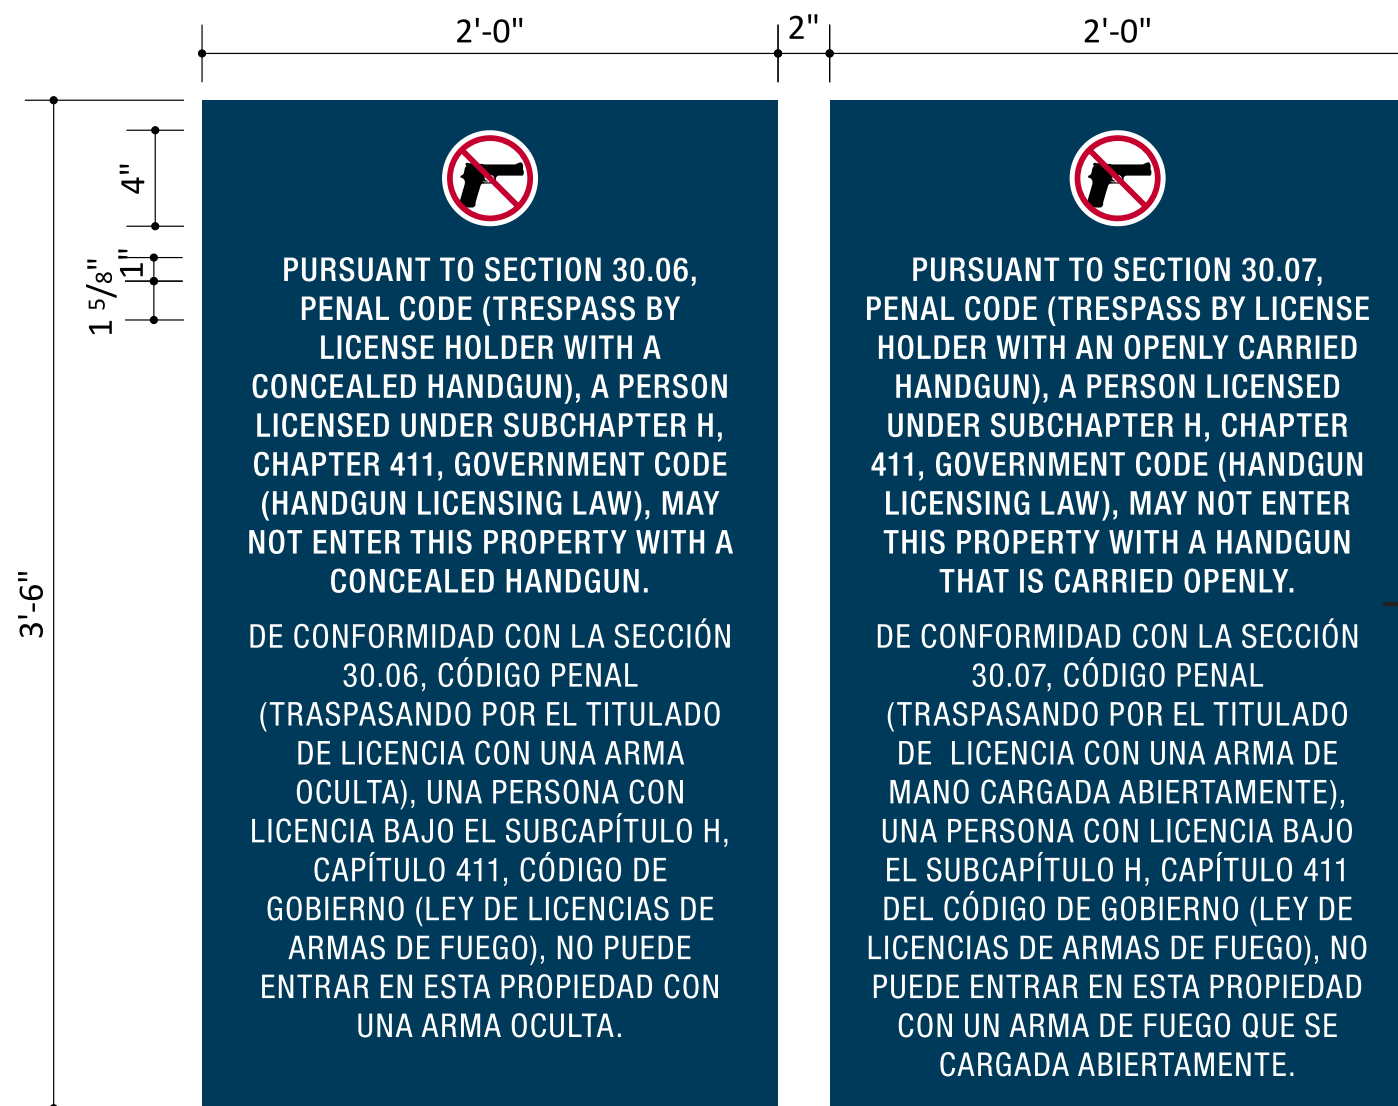 2'-0"
2"
2'-0"
4"
1"
1 5/8"
3'-6"
PURSUANT TO SECTION 30.06,
PENAL CODE (TRESPASS BY
LICENSE HOLDER WITH A
CONCEALED HANDGUN), A PERSON
LICENSED UNDER SUBCHAPTER H,
CHAPTER 411, GOVERNMENT CODE
(HANDGUN LICENSING LAW), MAY
NOT ENTER THIS PROPERTY WITH A
CONCEALED HANDGUN.
DE CONFORMIDAD CON LA SECCIÓN
30.06, CÓDIGO PENAL
(TRASPASANDO POR EL TITULADO
DE LICENCIA CON UNA ARMA
OCULTA), UNA PERSONA CON
LICENCIA BAJO EL SUBCAPÍTULO H,
CAPÍTULO 411, CÓDIGO DE
GOBIERNO (LEY DE LICENCIAS DE
ARMAS DE FUEGO), NO PUEDE
ENTRAR EN ESTA PROPIEDAD CON
UNA ARMA OCULTA.
PURSUANT TO SECTION 30.07,
PENAL CODE (TRESPASS BY LICENSE
HOLDER WITH AN OPENLY CARRIED
HANDGUN), A PERSON LICENSED
UNDER SUBCHAPTER H, CHAPTER
411, GOVERNMENT CODE (HANDGUN
LICENSING LAW), MAY NOT ENTER
THIS PROPERTY WITH A HANDGUN
THAT IS CARRIED OPENLY.
DE CONFORMIDAD CON LA SECCIÓN
30.07, CÓDIGO PENAL
(TRASPASANDO POR EL TITULADO
DE LICENCIA CON UNA ARMA DE
MANO CARGADA ABIERTAMENTE),
UNA PERSONA CON LICENCIA BAJO
EL SUBCAPÍTULO H, CAPÍTULO 411
DEL CÓDIGO DE GOBIERNO (LEY DE
LICENCIAS DE ARMAS DE FUEGO), NO
PUEDE ENTRAR EN ESTA PROPIEDAD
CON UN ARMA DE FUEGO QUE SE
CARGADA ABIERTAMENTE.